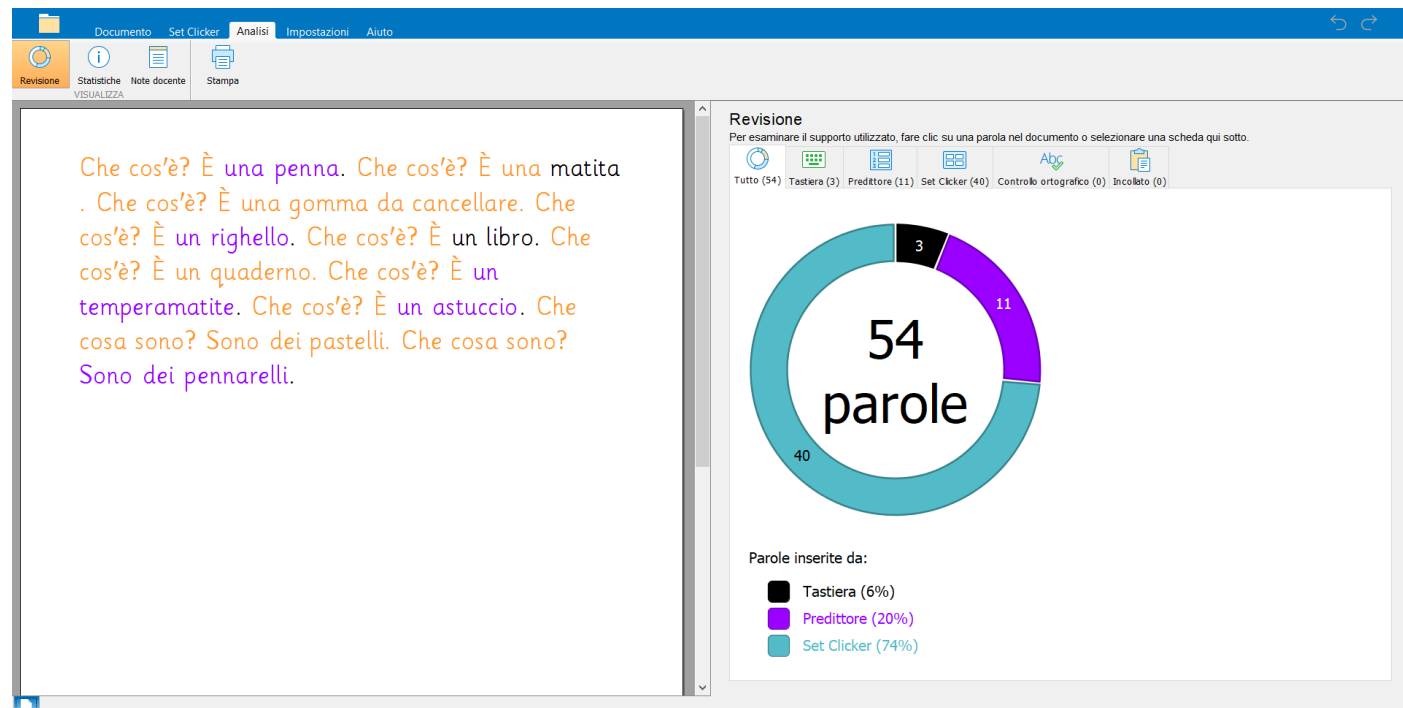 Documento Set Clicker Analisi Impostazioni Aiuto
Revisione Statistiche Note docente Stampa
VISUALIZZA
Che cos'è? È una penna. Che cos'è? È una matita
. Che cos'è? È una gomma da cancellare. Che
cos'è? È un righello. Che cos'è? È un libro. Che
cos'è? È un quaderno. Che cos'è? È un
temperamatite. Che cos'è? È un astuccio. Che
cosa sono? Sono dei pastelli. Che cosa sono?
Sono dei pennarelli.
Revisione
Per esaminare il supporto utilizzato, fare clic su una parola nel documento o selezionare una scheda qui sotto.
Abc
Tutto (54) Tastiera (3) Predittore (11) Set Clicker (40) Controllo ortografico (0) Incollato (0)
3
11
54
parole
40
Parole inserite da:
Tastiera (6%)
Predittore (20%)
Set Clicker (74%)